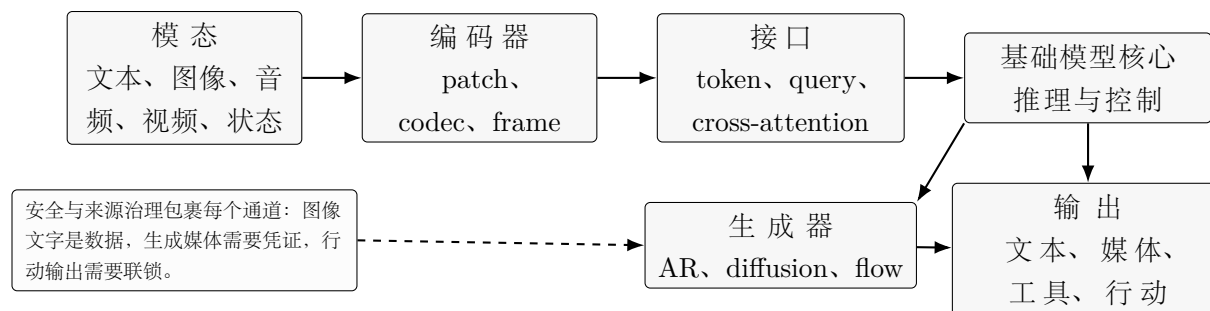 模态
文本、图像、音
频、视频、状态
编码器
patch、
codec、frame
接口
token、query、
cross-attention
基础模型核心
推理与控制
安全与来源治理包裹每个通道：图像
文字是数据，生成媒体需要凭证，行
动输出需要联锁。
生成器
AR、diffusion、flow
输出
文本、媒体、
工具、行动